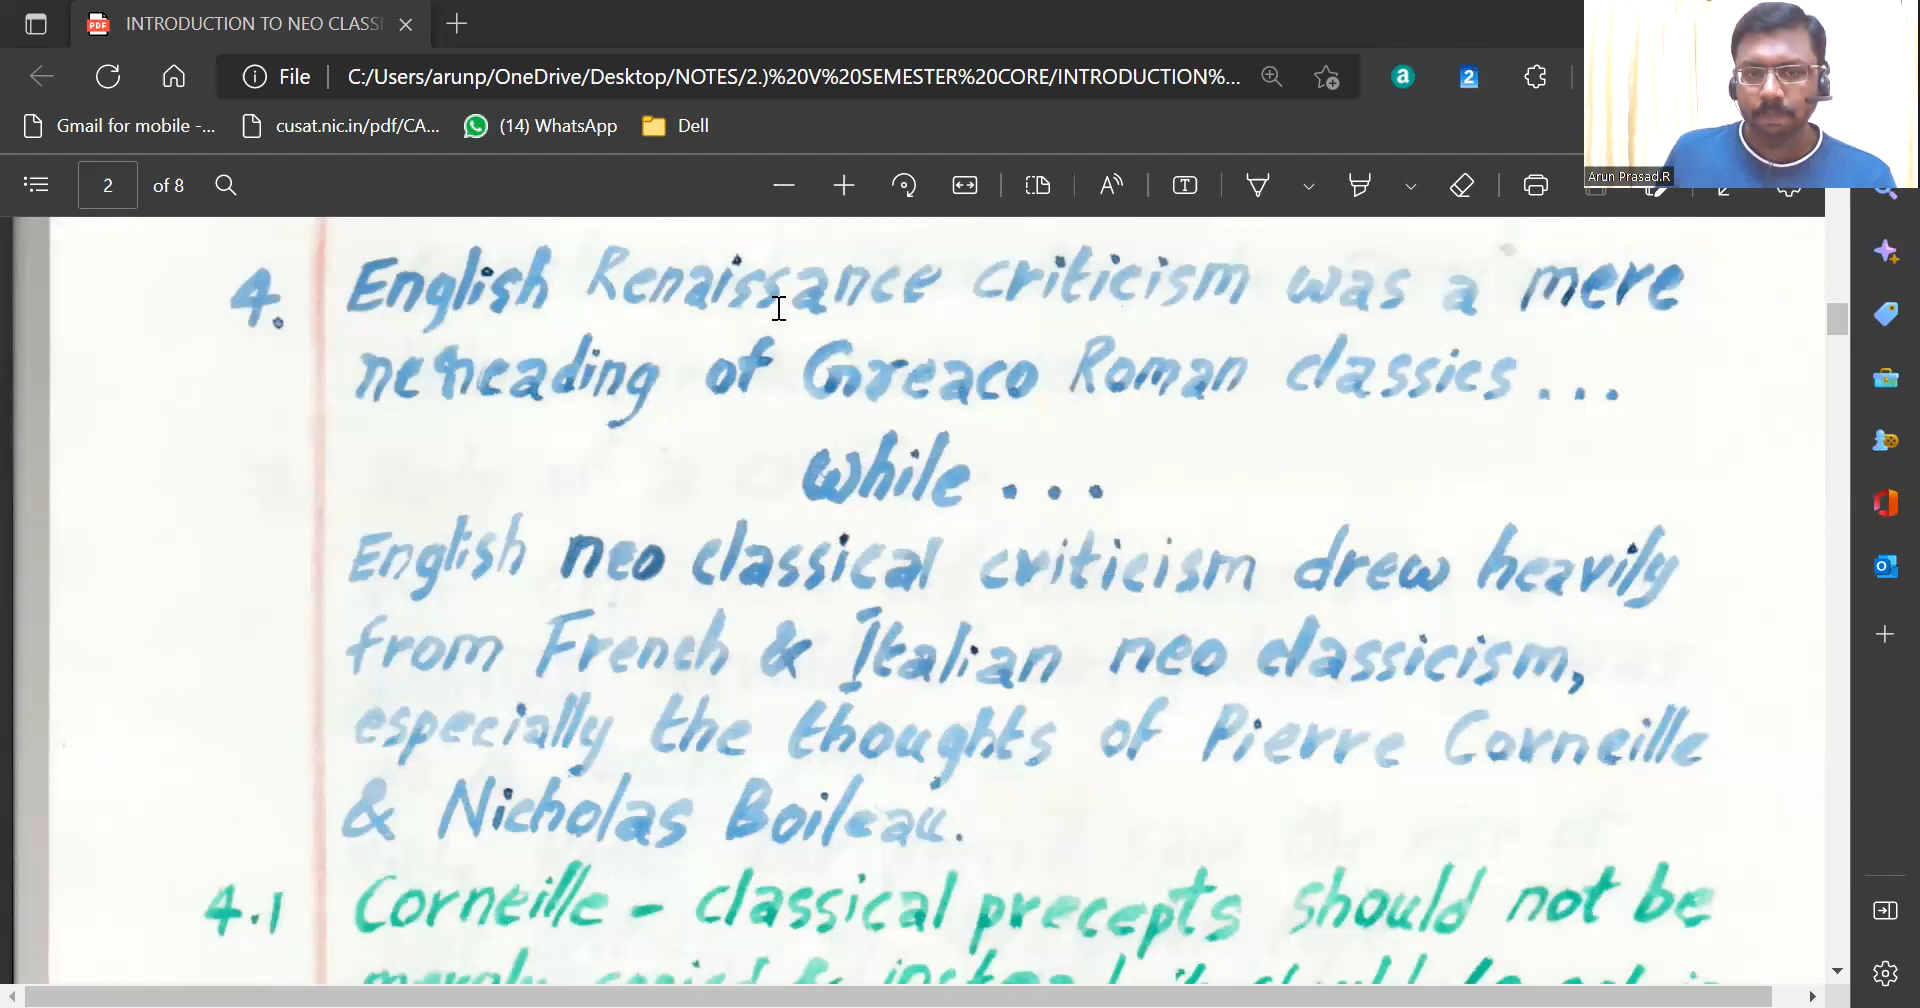 INTRODUCTION TO NEO CLASSI
File C:/Users/arunp/OneDrive/Desktop/NOTES/2.)%20V%20SEMESTER%20CORE/INTRODUCTION%...
Gmail for mobile -... cusat.nic.in/pdf/CA... (14) WhatsApp Dell
Arun Prasad.R
2 of 8
4. English Renaissance criticism was a mere
rereading of Greaco Roman classics...
while...
English neo classical criticism drew heavily
from French & Italian neo classicism,
especially the thoughts of Pierre Corneille
& Nicholas Boileau.
4.1 Corneille - classical precepts should not be